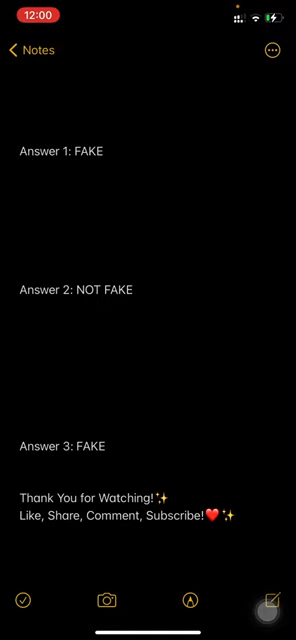 12:00
Notes
Answer 1: FAKE
Answer 2: NOT FAKE
Answer 3: FAKE
Thank You for Watching!✨
Like, Share, Comment, Subscribe!❤️✨